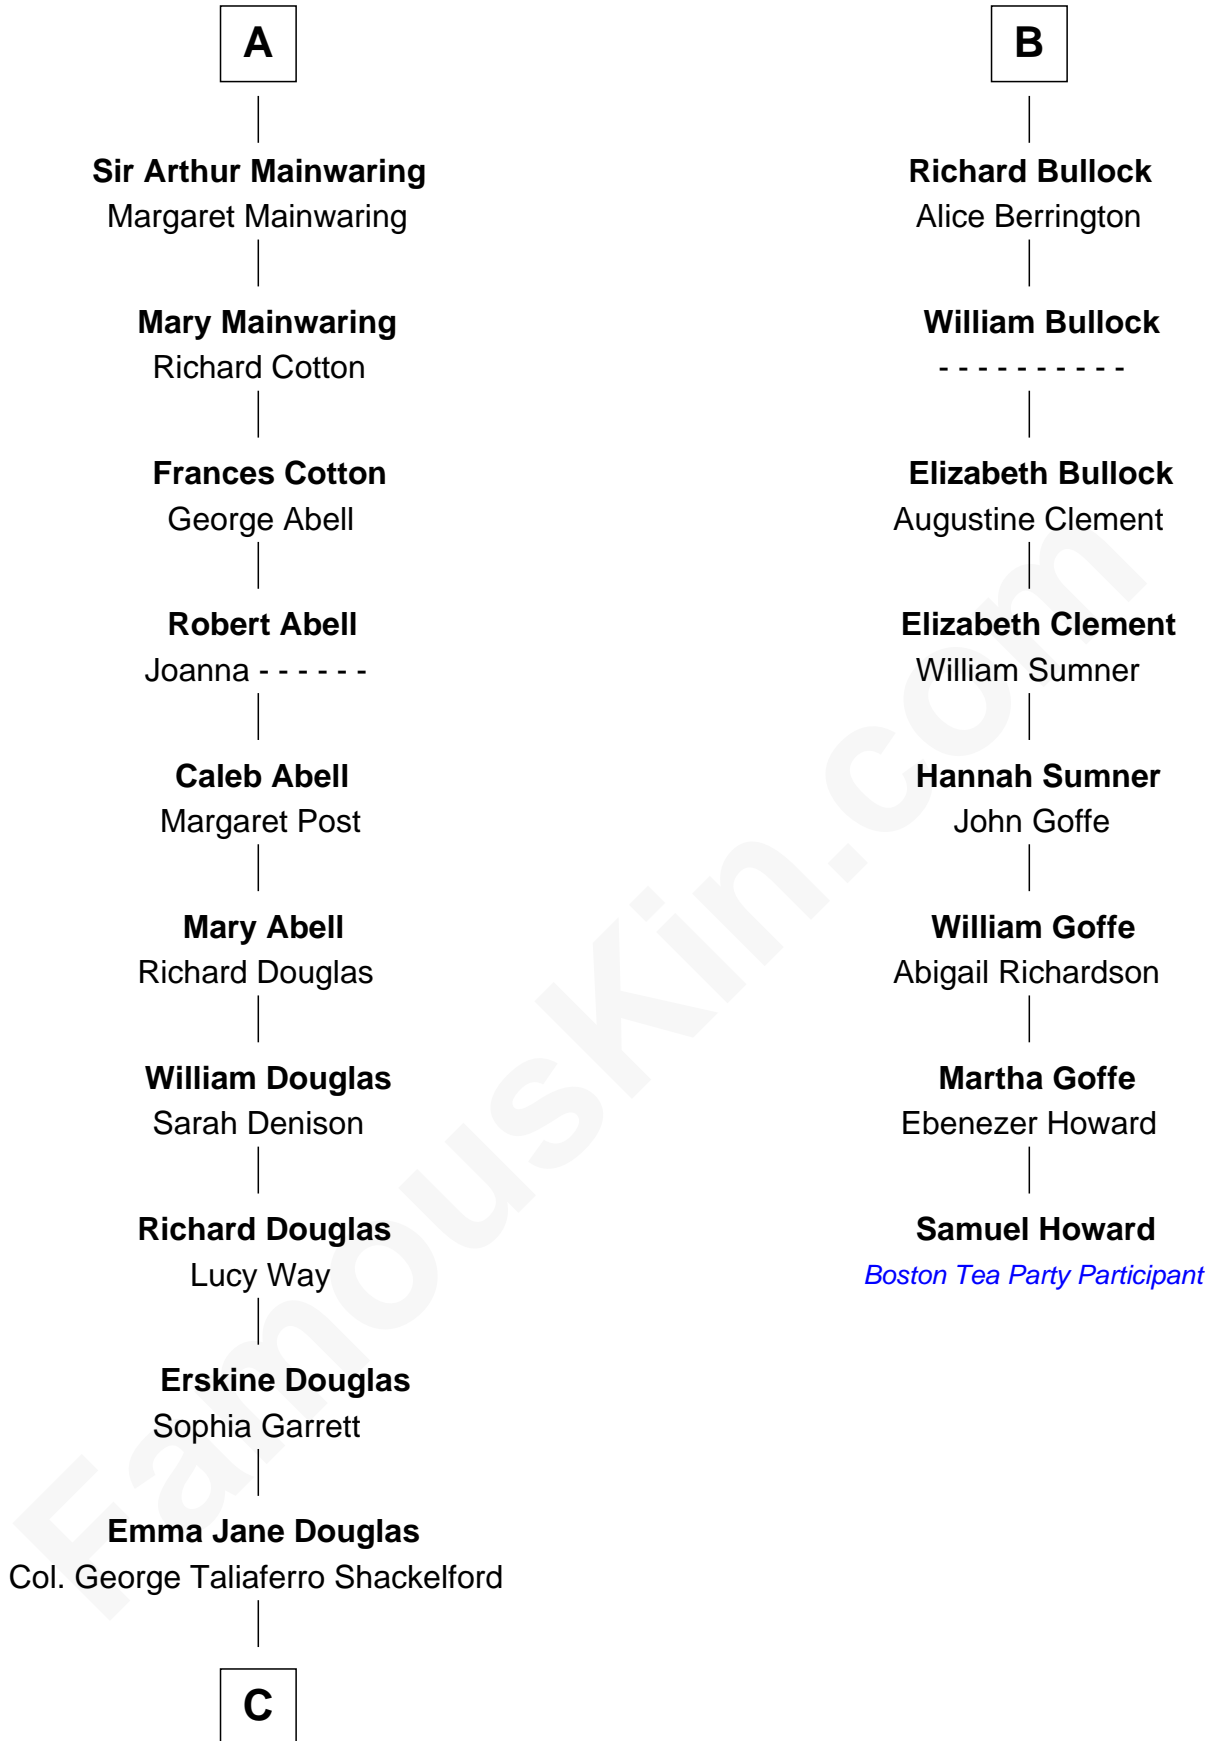 A
Sir Arthur Mainwaring
Margaret Mainwaring
Mary Mainwaring
Richard Cotton
Frances Cotton
George Abell
Robert Abell
Joanna - - - - - -
Caleb Abell
Margaret Post
Mary Abell
Richard Douglas
William Douglas
Sarah Denison
Richard Douglas
Lucy Way
Erskine Douglas
Sophia Garrett
Emma Jane Douglas
Col. George Taliaferro Shackelford
C
B
Richard Bullock
Alice Berrington
William Bullock
- - - - - - - - - -
Elizabeth Bullock
Augustine Clement
Elizabeth Clement
William Sumner
Hannah Sumner
John Goffe
William Goffe
Abigail Richardson
Martha Goffe
Ebenezer Howard
Samuel Howard
Boston Tea Party Participant
FamousKin.com